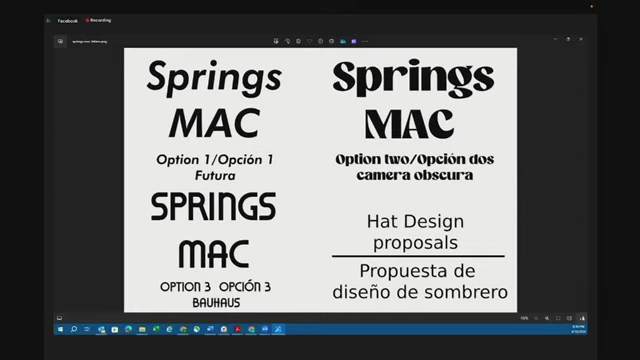 Facebook
Recording
Springs
MAC
Option 1/Opción 1
Futura
SPRINGS
MAC
OPTION 3 OPCIÓN 3
BAUHAUS
Springs
MAC
Option two/Opción dos
camera obscura
Hat Design
proposals
Propuesta de
diseño de sombrero